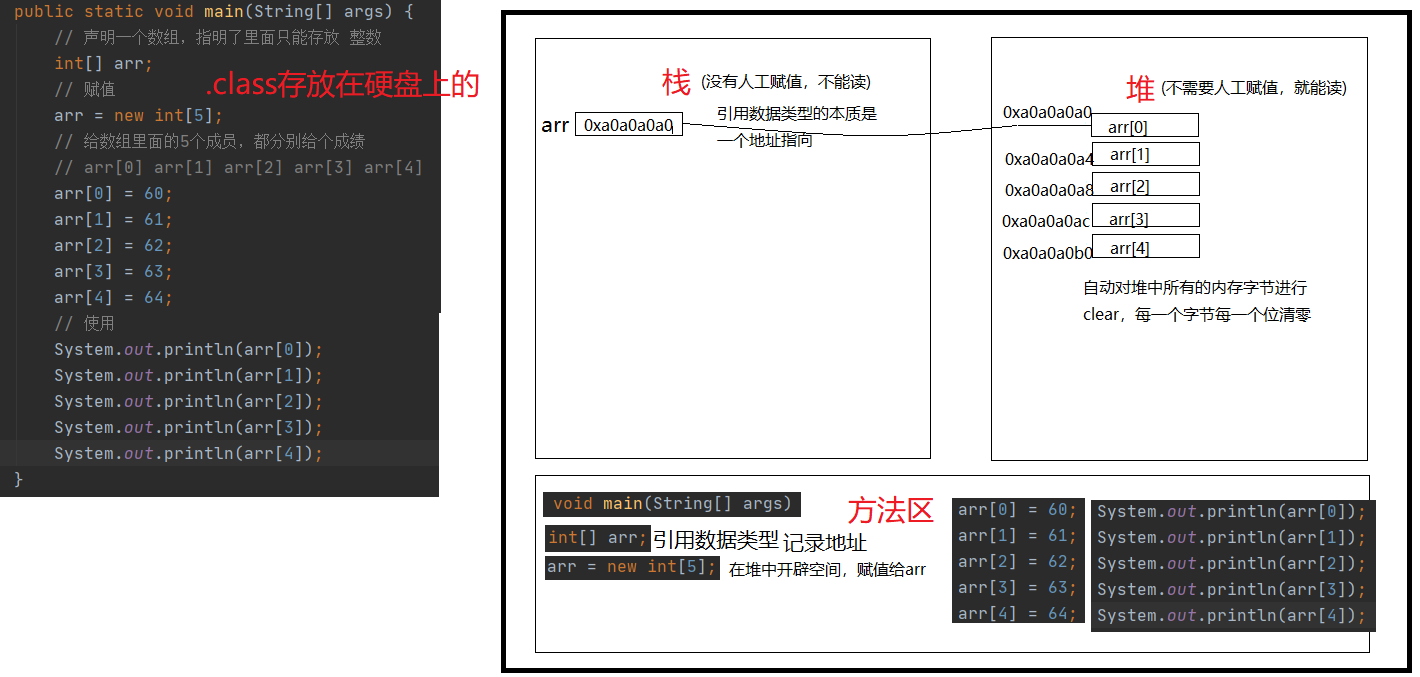 public static void main(String[] args) {
// 声明一个数组，指明了里面只能存放 整数
int[] arr;
// 赋值
.class存放在硬盘上的
arr = new int[5];
// 给数组里面的5个成员，都分别给个成绩
// arr[0] arr[1] arr[2] arr[3] arr[4]
arr[0] = 60;
arr[1] = 61;
arr[2] = 62;
arr[3] = 63;
arr[4] = 64;
// 使用
System.out.println(arr[0]);
System.out.println(arr[1]);
System.out.println(arr[2]);
System.out.println(arr[3]);
System.out.println(arr[4]);
}
栈 (没有人工赋值，不能读)
arr 0xa0a0a0a0
引用数据类型的本质是
一个地址指向
堆 (不需要人工赋值，就能读)
0xa0a0a0a0 arr[0]
0xa0a0a0a4 arr[1]
0xa0a0a0a8 arr[2]
0xa0a0a0ac arr[3]
0xa0a0a0b0 arr[4]
自动对堆中所有的内存字节进行
clear，每一个字节每一个位清零
方法区
void main(String[] args)
int[] arr; 引用数据类型 记录地址
arr = new int[5]; 在堆中开辟空间，赋值给arr
arr[0] = 60;
arr[1] = 61;
arr[2] = 62;
arr[3] = 63;
arr[4] = 64;
System.out.println(arr[0]);
System.out.println(arr[1]);
System.out.println(arr[2]);
System.out.println(arr[3]);
System.out.println(arr[4]);